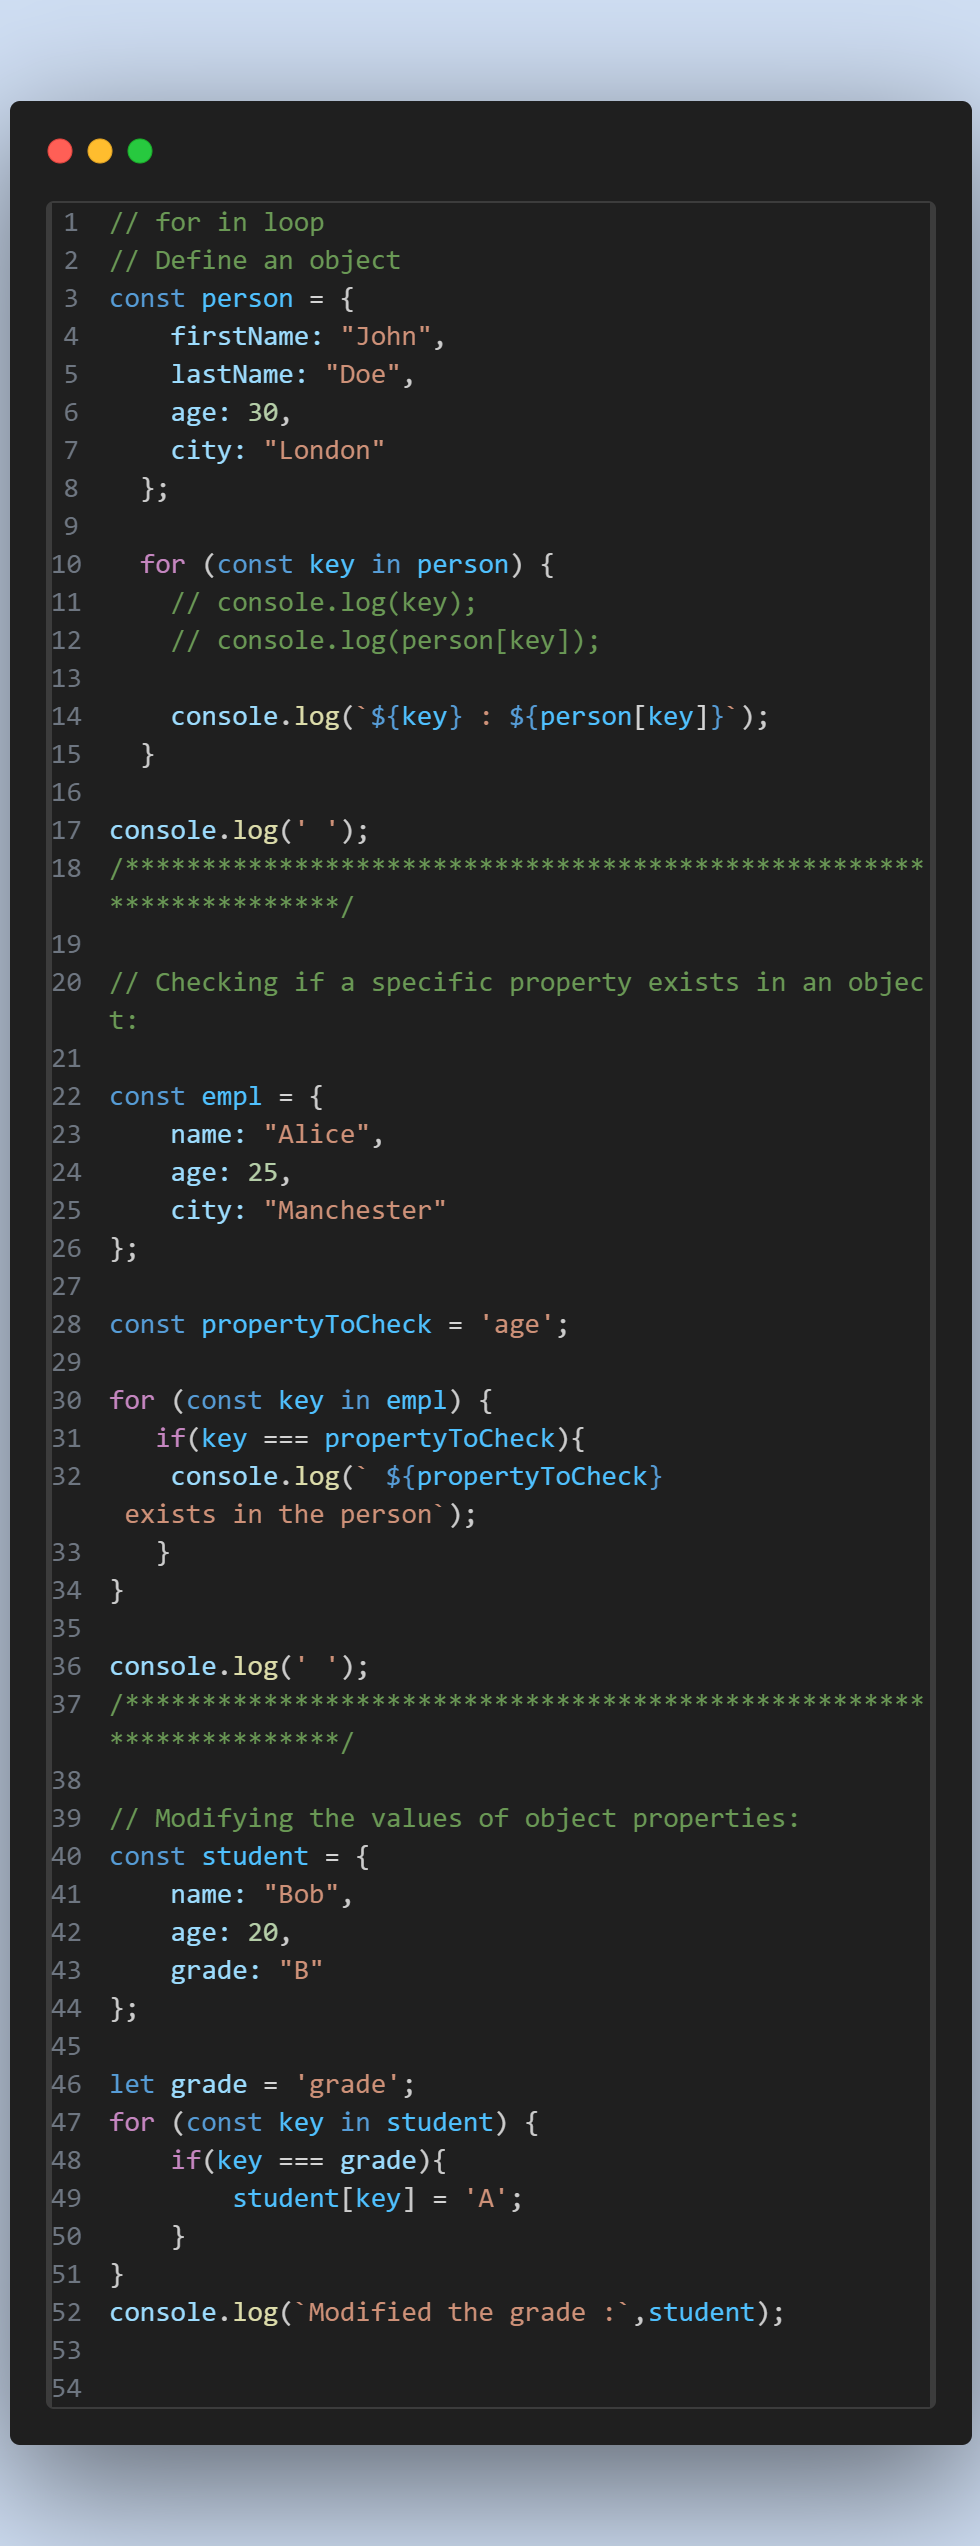 1 // for in loop
2 // Define an object
3 const person = {
4     firstName: "John",
5     lastName: "Doe",
6     age: 30,
7     city: "London"
8   };
9
10   for (const key in person) {
11     // console.log(key);
12     // console.log(person[key]);
13
14     console.log(`${key} : ${person[key]}`);
15   }
16
17 console.log(' ');
18 /****************************************************
***************/
19
20 // Checking if a specific property exists in an objec
t:
21
22 const empl = {
23     name: "Alice",
24     age: 25,
25     city: "Manchester"
26 };
27
28 const propertyToCheck = 'age';
29
30 for (const key in empl) {
31    if(key === propertyToCheck){
32     console.log(` ${propertyToCheck}
 exists in the person`);
33    }
34 }
35
36 console.log(' ');
37 /****************************************************
***************/
38
39 // Modifying the values of object properties:
40 const student = {
41     name: "Bob",
42     age: 20,
43     grade: "B"
44 };
45
46 let grade = 'grade';
47 for (const key in student) {
48     if(key === grade){
49         student[key] = 'A';
50     }
51 }
52 console.log(`Modified the grade :`,student);
53
54